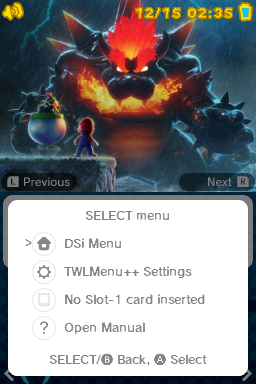 12/15 02:35
L Previous
Next R
SELECT menu
> DSi Menu
TWLMenu++ Settings
No Slot-1 card inserted
? Open Manual
SELECT/B Back, A Select